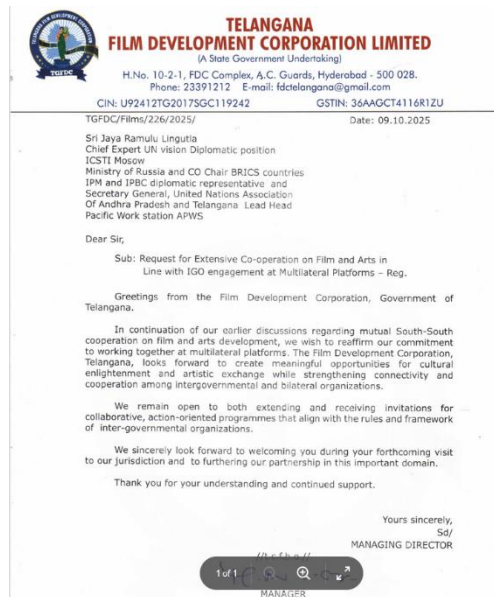 TELANGANA
FILM DEVELOPMENT CORPORATION LIMITED
(A State Government Undertaking)
TGFDC
H.No. 10-2-1, FDC Complex, A.C. Guards, Hyderabad - 500 028.
Phone: 23391212 E-mail: fdctelangana@gmail.com
CIN: U92412TG2017SGC119242 GSTIN: 36AAGCT4116R1ZU
TGFDC/Films/226/2025/ Date: 09.10.2025
Sri Jaya Ramulu Lingutla
Chief Expert UN vision Diplomatic position
ICSTI Mosow
Ministry of Russia and CO Chair BRICS countries
IPM and IPBC diplomatic representative and
Secretary General, United Nations Association
Of Andhra Pradesh and Telangana Lead Head
Pacific Work station APWS
Dear Sir,
Sub: Request for Extensive Co-operation on Film and Arts in
Line with IGO engagement at Multilateral Platforms – Reg.
Greetings from the Film Development Corporation, Government of
Telangana.
In continuation of our earlier discussions regarding mutual South-South
cooperation on film and arts development, we wish to reaffirm our commitment
to working together at multilateral platforms. The Film Development Corporation,
Telangana, looks forward to create meaningful opportunities for cultural
enlightenment and artistic exchange while strengthening connectivity and
cooperation among intergovernmental and bilateral organizations.
We remain open to both extending and receiving invitations for
collaborative, action-oriented programmes that align with the rules and framework
of inter-governmental organizations.
We sincerely look forward to welcoming you during your forthcoming visit
to our jurisdiction and to furthering our partnership in this important domain.
Thank you for your understanding and continued support.
Yours sincerely,
Sd/
MANAGING DIRECTOR
1 of 1
MANAGER